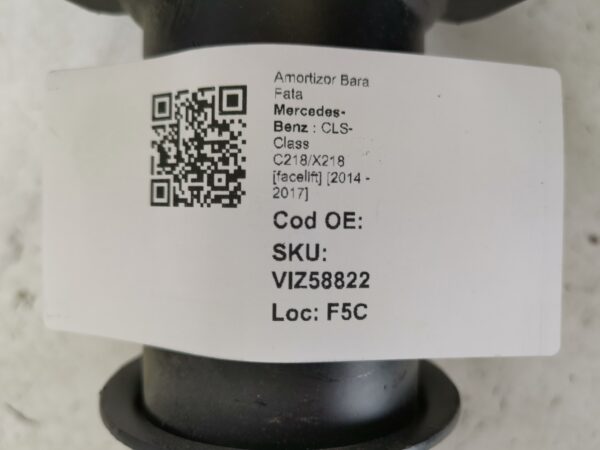 Amortizor Bara
Fata
Mercedes-
Benz : CLS-
Class
C218/X218
[facelift] [2014 -
2017]
Cod OE:
SKU:
VIZ58822
Loc: F5C